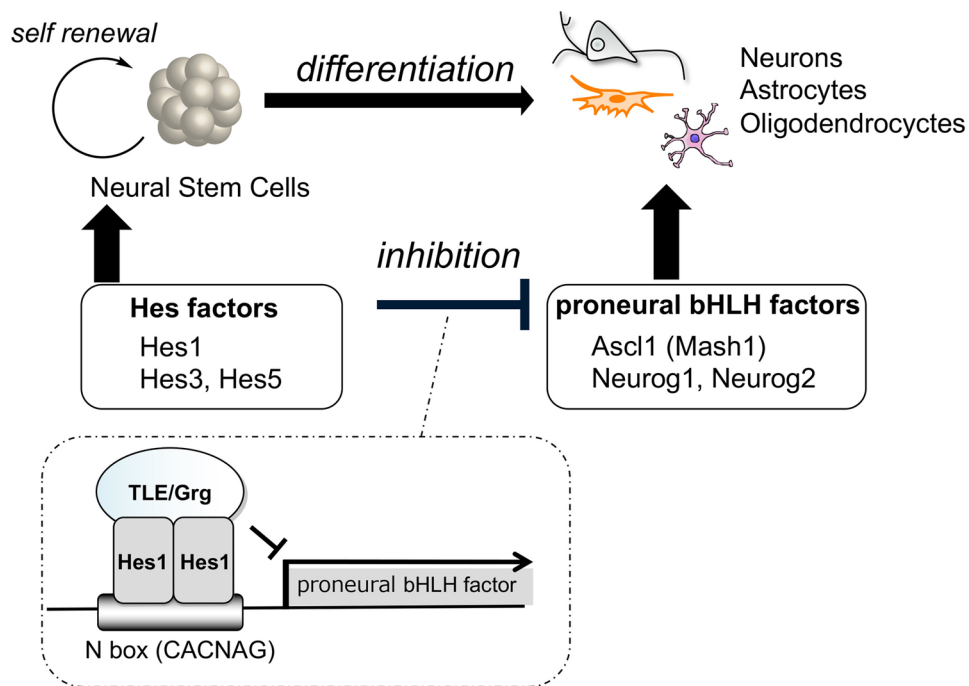 self renewal
differentiation
Neurons
Astrocytes
Oligodendrocyctes
Neural Stem Cells
inhibition
Hes factors
Hes1
Hes3, Hes5
proneural bHLH factors
Ascl1 (Mash1)
Neurog1, Neurog2
TLE/Grg
Hes1 Hes1
proneural bHLH factor
N box (CACNAG)